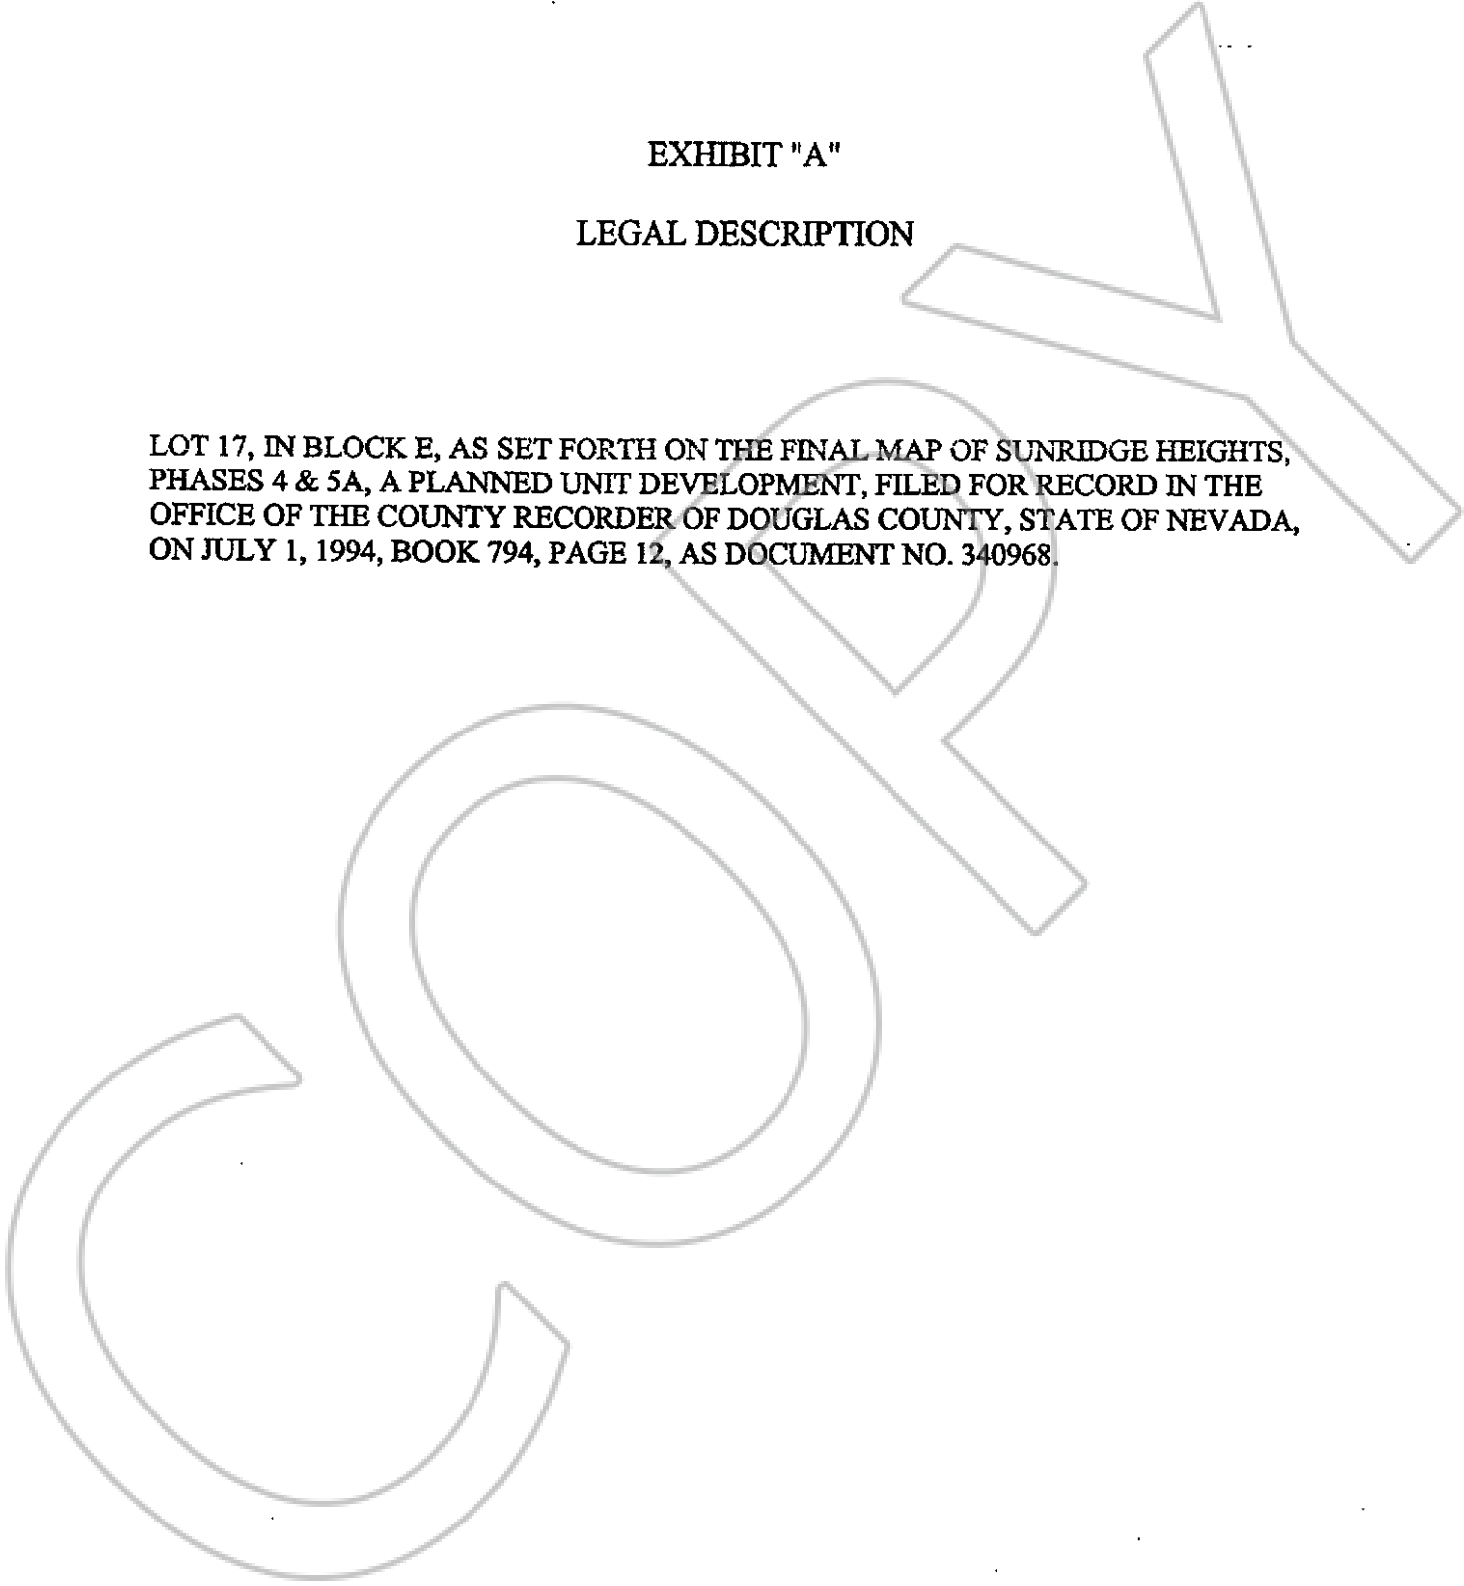 EXHIBIT "A"
LEGAL DESCRIPTION
LOT 17, IN BLOCK E, AS SET FORTH ON THE FINAL MAP OF SUNRIDGE HEIGHTS,
PHASES 4 & 5A, A PLANNED UNIT DEVELOPMENT, FILED FOR RECORD IN THE
OFFICE OF THE COUNTY RECORDER OF DOUGLAS COUNTY, STATE OF NEVADA,
ON JULY 1, 1994, BOOK 794, PAGE 12, AS DOCUMENT NO. 340968.
COPY